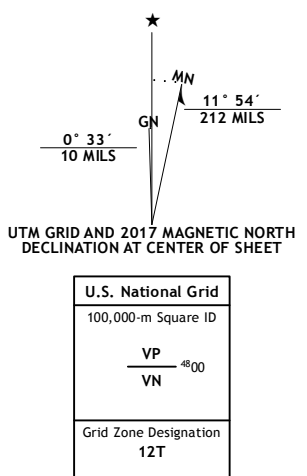 ★
MN
GN
11° 54´
212 MILS
0° 33´
10 MILS
UTM GRID AND 2017 MAGNETIC NORTH
DECLINATION AT CENTER OF SHEET
U.S. National Grid
100,000-m Square ID
VP
⁴⁸00
VN
Grid Zone Designation
12T